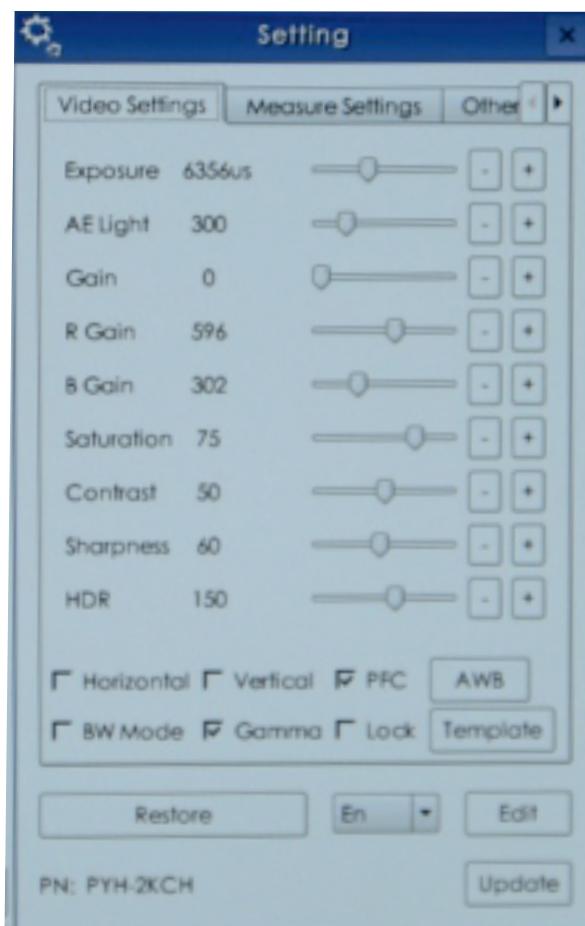 Setting
Video Settings Measure Settings Other
Exposure 6356us - +
AE Light 300 - +
Gain 0 - +
R Gain 596 - +
B Gain 302 - +
Saturation 75 - +
Contrast 50 - +
Sharpness 60 - +
HDR 150 - +
Horizontal Vertical PFC AWB
BW Mode Gamma Lock Template
Restore En Edit
PN: PYH-2KCH Update